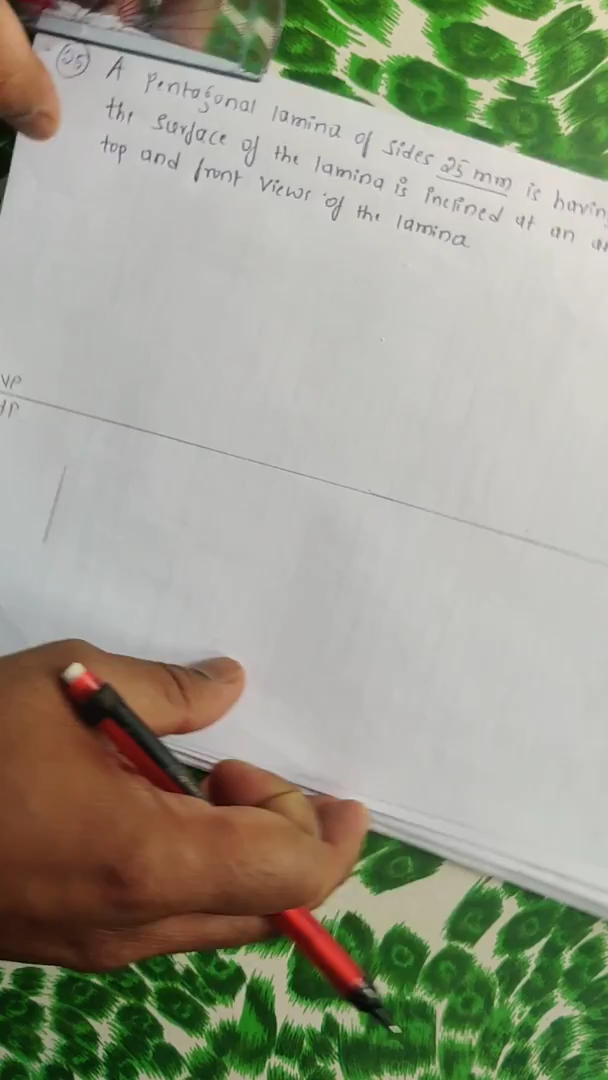 05) A Pentagonal lamina of sides 25 mm is having
the surface of the lamina is inclined at an
top and front views of the lamina
VP
HP